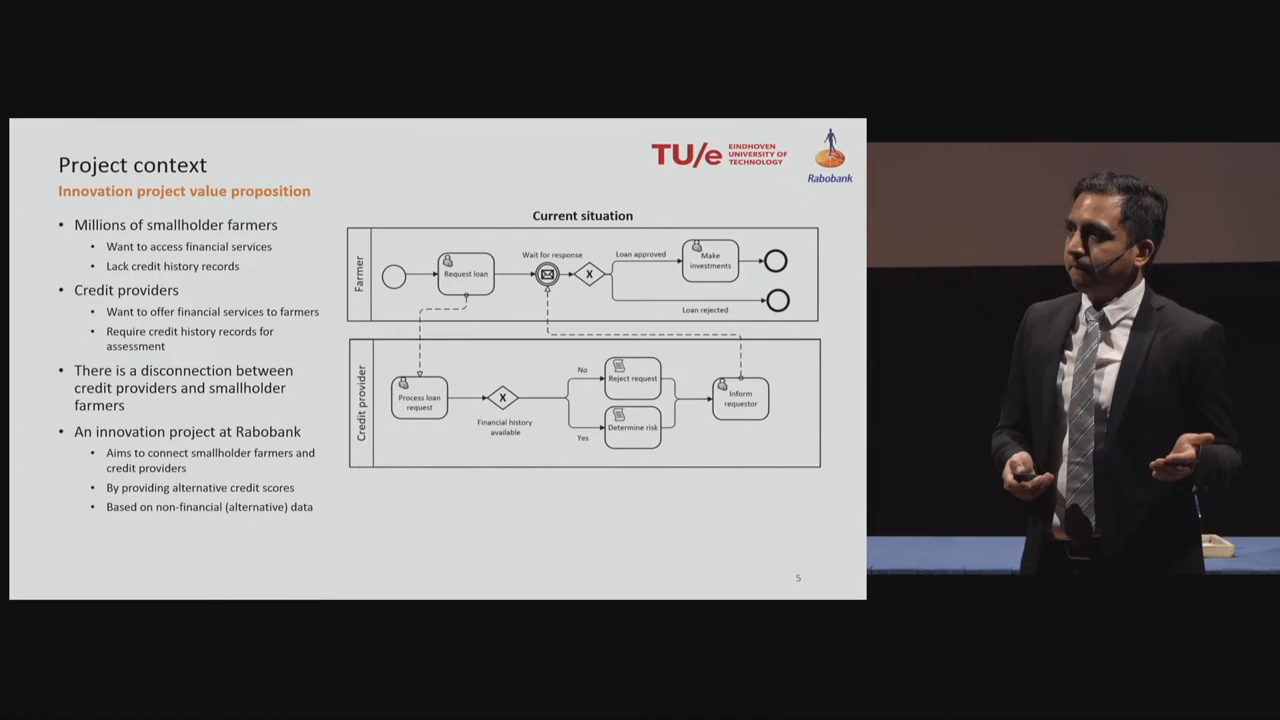 Project context
Innovation project value proposition
TU/e
EINDHOVEN
UNIVERSITY OF
TECHNOLOGY
Rabobank
• Millions of smallholder farmers
• Want to access financial services
• Lack credit history records
• Credit providers
• Want to offer financial services to farmers
• Require credit history records for
assessment
• There is a disconnection between
credit providers and smallholder
farmers
• An innovation project at Rabobank
• Aims to connect smallholder farmers and
credit providers
• By providing alternative credit scores
• Based on non-financial (alternative) data
Current situation
Farmer
Request loan
Wait for response
X
Loan approved
Make
investments
Loan rejected
Credit provider
Process loan
request
X
Financial history
available
No
Reject request
Yes
Determine risk
Inform
requestor
5